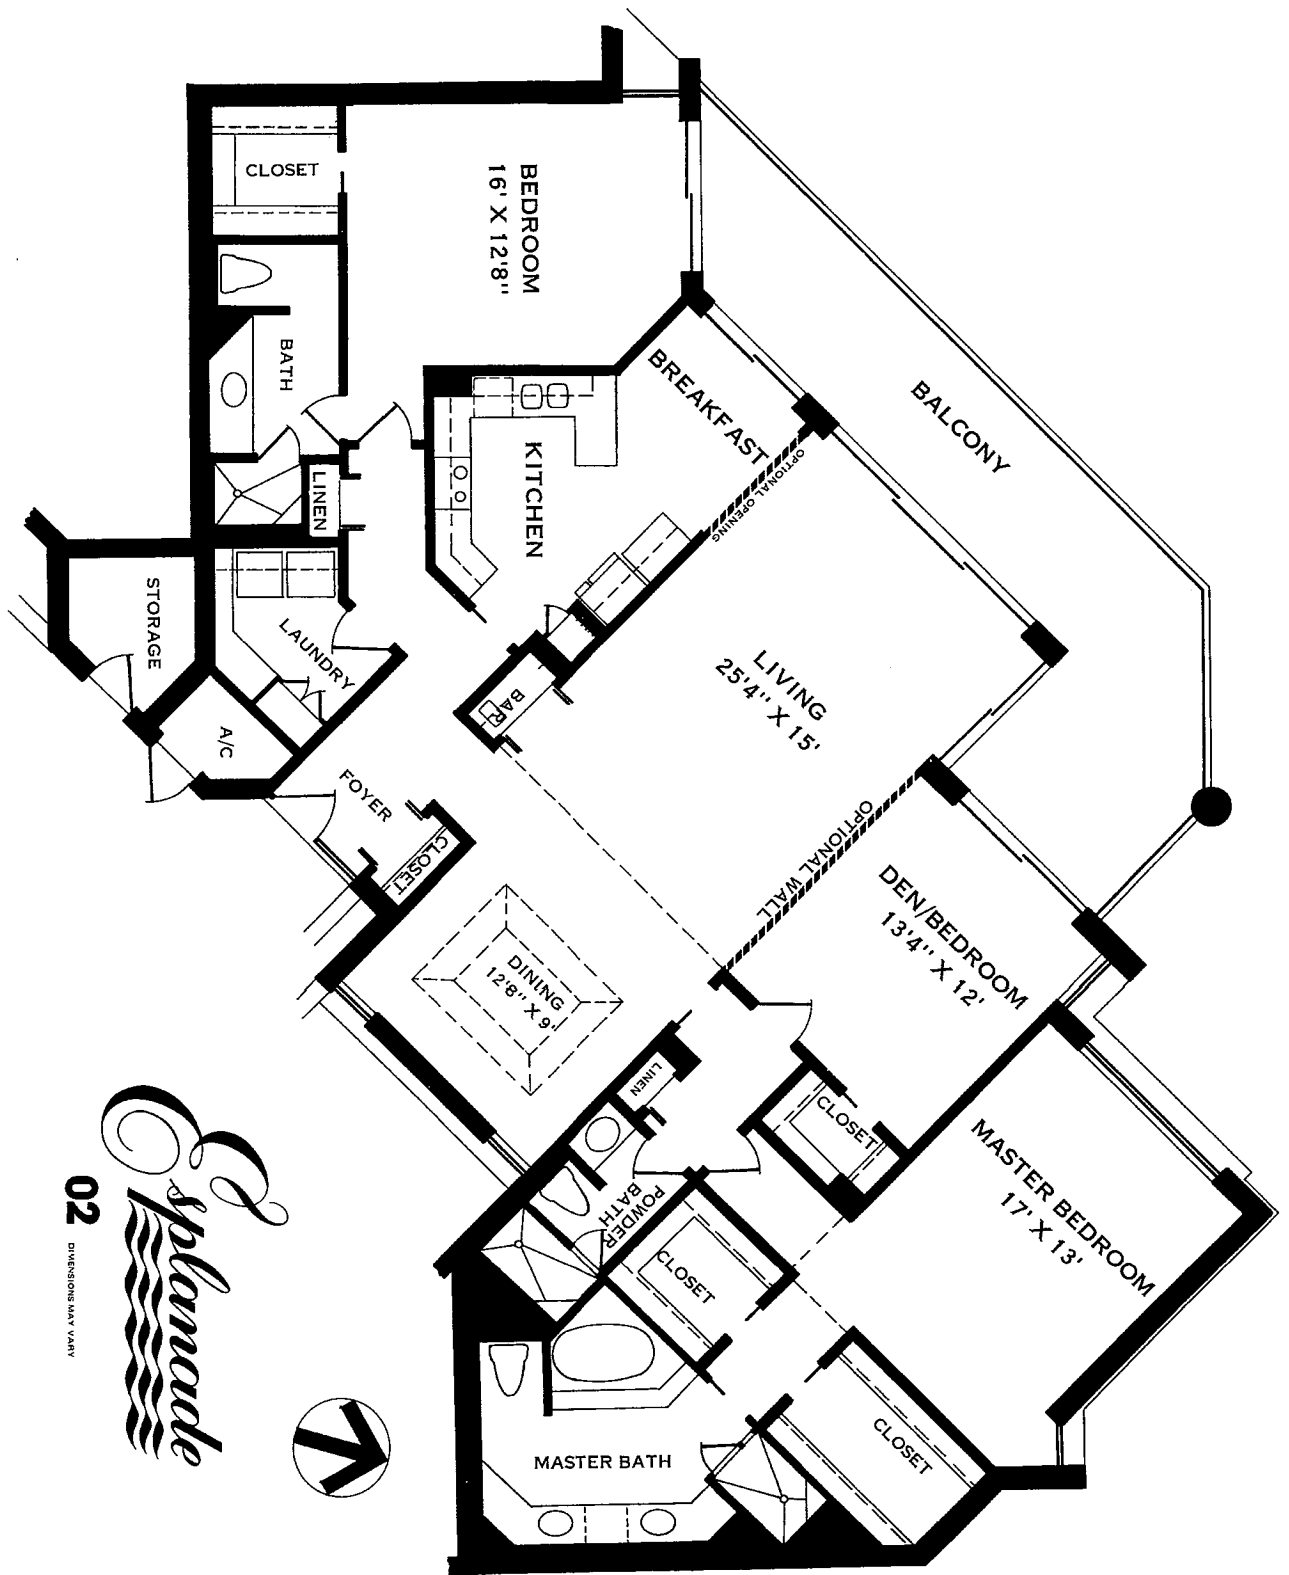 CLOSET
BEDROOM
16' X 12'8"
BATH
BREAKFAST
BALCONY
KITCHEN
OPTIONAL OPENING
LINEN
STORAGE
LAUNDRY
BAR
LIVING
25'4" X 15'
A/C
FOYER
CLOSET
OPTIONAL WALL
DEN/BEDROOM
13'4" X 12'
DINING
12'8" X 9'
LINEN
CLOSET
MASTER BEDROOM
17' X 13'
POWDER
BATH
CLOSET
CLOSET
MASTER BATH
Esplanade
02
DIMENSIONS MAY VARY